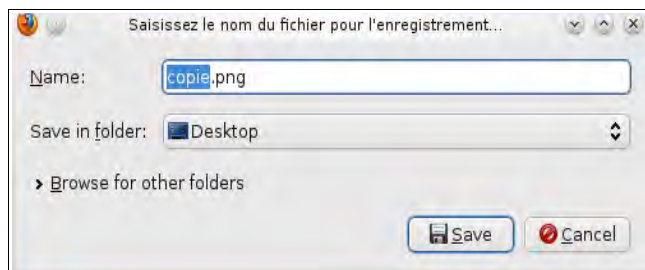 Saisissez le nom du fichier pour l'enregistrement...
Name: copie.png
Save in folder: Desktop
Browse for other folders
Save Cancel